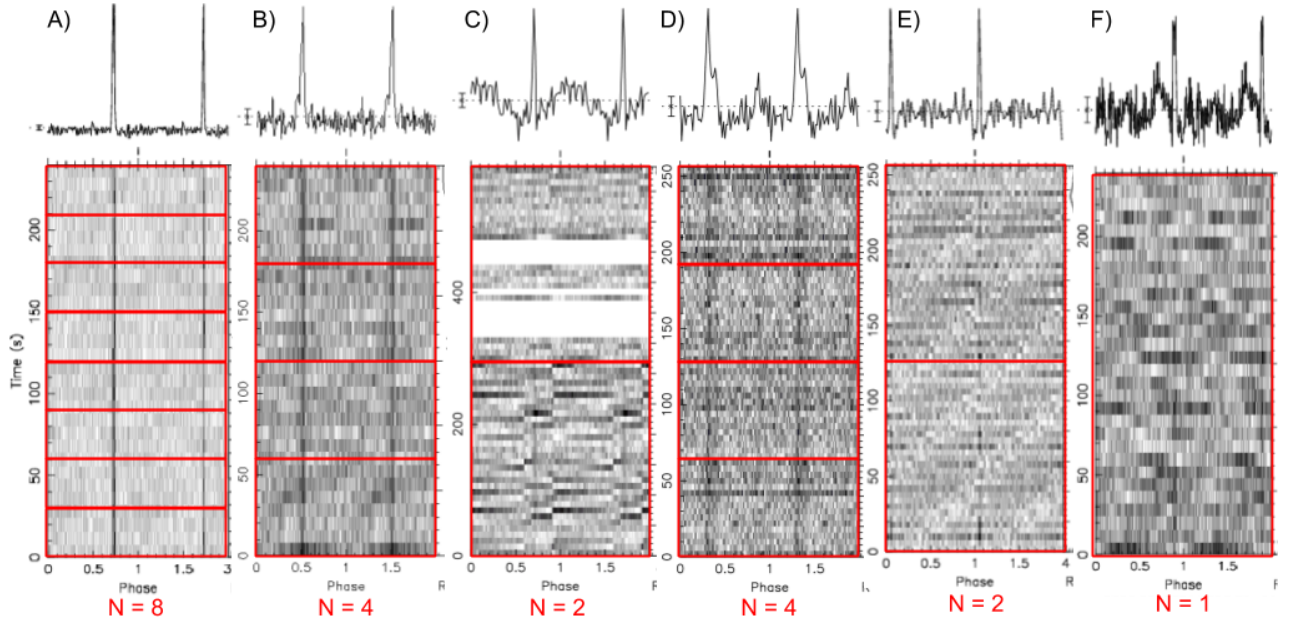 A)
B)
C)
D)
E)
F)
Time (s)
0 50 100 150 200
0 50 100 150 200
0 200 400
0 50 100 150 200 250
0 50 100 150 200 250
0 50 100 150 200
0 0.5 1 1.5 3
0 0.5 1 1.5
0 0.5 1 1.5
0 0.5 1 1.5
0 0.5 1 1.5 4
0 0.5 1 1.5
Phase
Phase R
Phase R
Phase
Phase R
Phase F
N = 8
N = 4
N = 2
N = 4
N = 2
N = 1